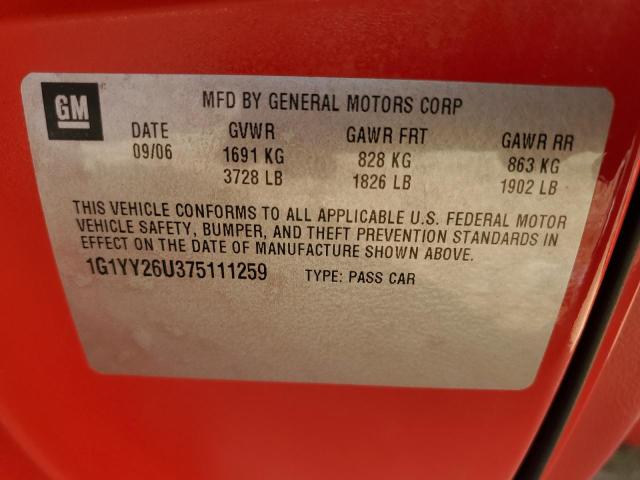 GM
MFD BY GENERAL MOTORS CORP
DATE GVWR GAWR FRT GAWR RR
09/06 1691 KG 828 KG 863 KG
3728 LB 1826 LB 1902 LB
THIS VEHICLE CONFORMS TO ALL APPLICABLE U.S. FEDERAL MOTOR
VEHICLE SAFETY, BUMPER, AND THEFT PREVENTION STANDARDS IN
EFFECT ON THE DATE OF MANUFACTURE SHOWN ABOVE.
1G1YY26U375111259 TYPE: PASS CAR